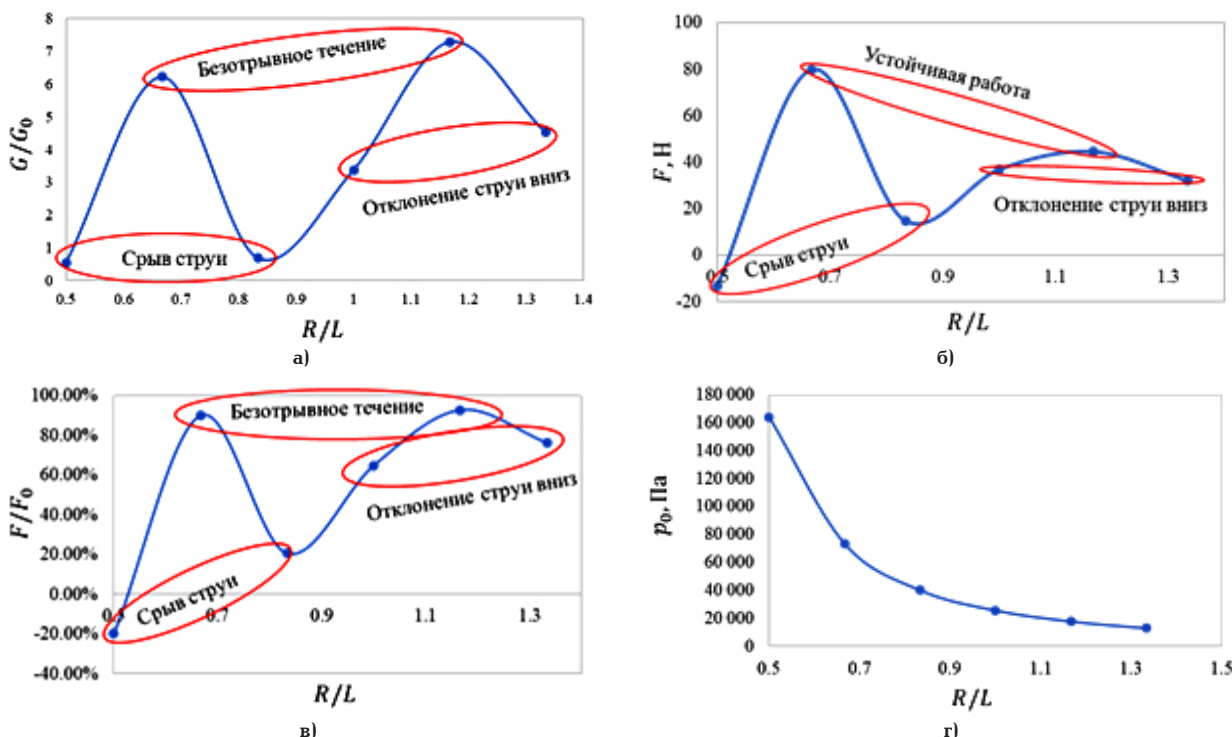 8
7
6
5
4
3
2
1
0
G/G₀
Безотрывное течение
Отклонение струи вниз
Срыв струи
0.5 0.6 0.7 0.8 0.9 1 1.1 1.2 1.3 1.4
R/L
а)
100
80
60
40
20
0
-20
F, Н
Устойчивая работа
Отклонение струи вниз
Срыв струи
0.5 0.7 0.9 1.1 1.3
R/L
б)
100.00%
80.00%
60.00%
40.00%
20.00%
0.00%
-20.00%
-40.00%
F/F₀
Безотрывное течение
Отклонение струи вниз
Срыв струи
0.5 0.7 0.9 1.1 1.3
R/L
в)
180 000
160 000
140 000
120 000
100 000
80 000
60 000
40 000
20 000
0
p₀, Па
0.5 0.7 0.9 1.1 1.3 1.5
R/L
г)